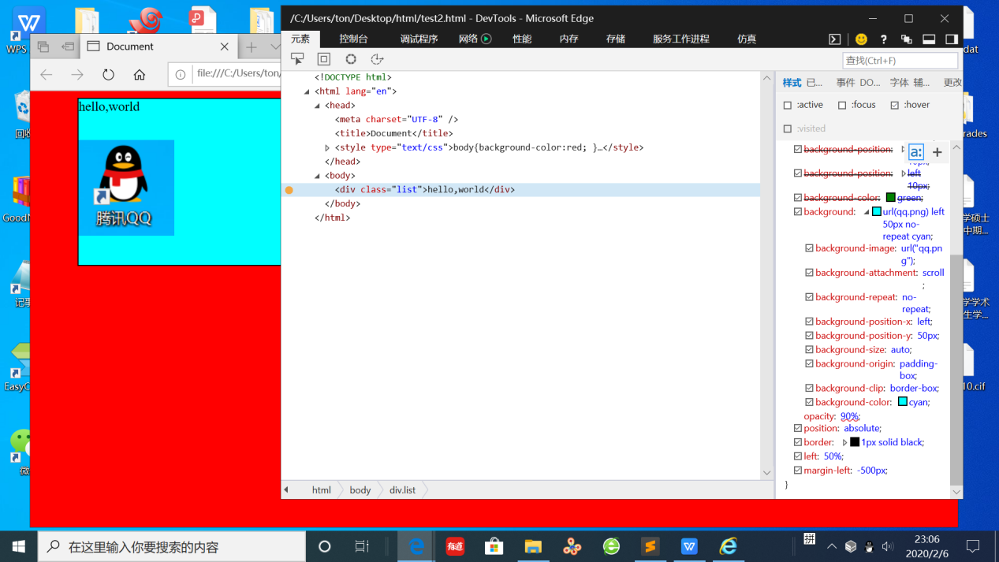 /C:/Users/ton/Desktop/html/test2.html - DevTools - Microsoft Edge
元素 控制台 调试程序 网络 性能 内存 存储 服务工作进程 仿真
查找(Ctrl+F)
WPS
回收
微
腾讯QQ
Document
file:///C:/Users/ton/
hello,world
<!DOCTYPE html>
<html lang="en">
<head>
<meta charset="UTF-8" />
<title>Document</title>
<style type="text/css">body{background-color:red; }…</style>
</head>
<body>
<div class="list">hello,world</div>
</body>
</html>
html body div.list
样式 已... 事件 DO... 字体 辅... 更改
:active :focus :hover
:visited
a: +
background-position:
background-position: left
10px;
background-color: green;
background: url(qq.png) left
50px no-
repeat cyan;
background-image: url("qq.pn
g");
background-attachment: scroll
;
background-repeat: no-
repeat;
background-position-x: left;
background-position-y: 50px;
background-size: auto;
background-origin: padding-
box;
background-clip: border-box;
background-color: cyan;
opacity: 90%;
position: absolute;
border: 1px solid black;
left: 50%;
margin-left: -500px;
}
dat
rades
学硕士
中期...
学学术
生学...
10.cif
在这里输入你要搜索的内容
有道
拼
23:06
2020/2/6